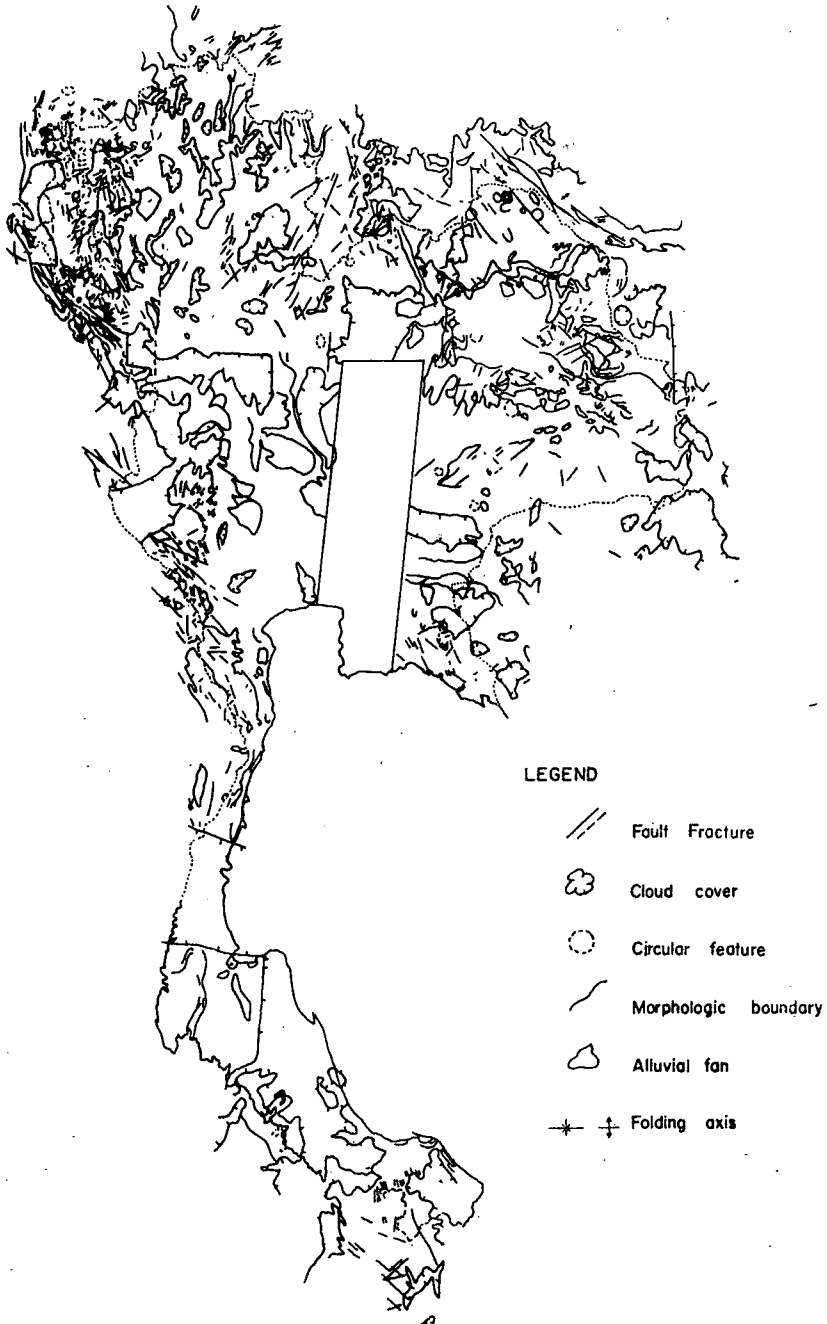 LEGEND
Fault Fracture
Cloud cover
Circular feature
Morphologic boundary
Alluvial fan
Folding axis